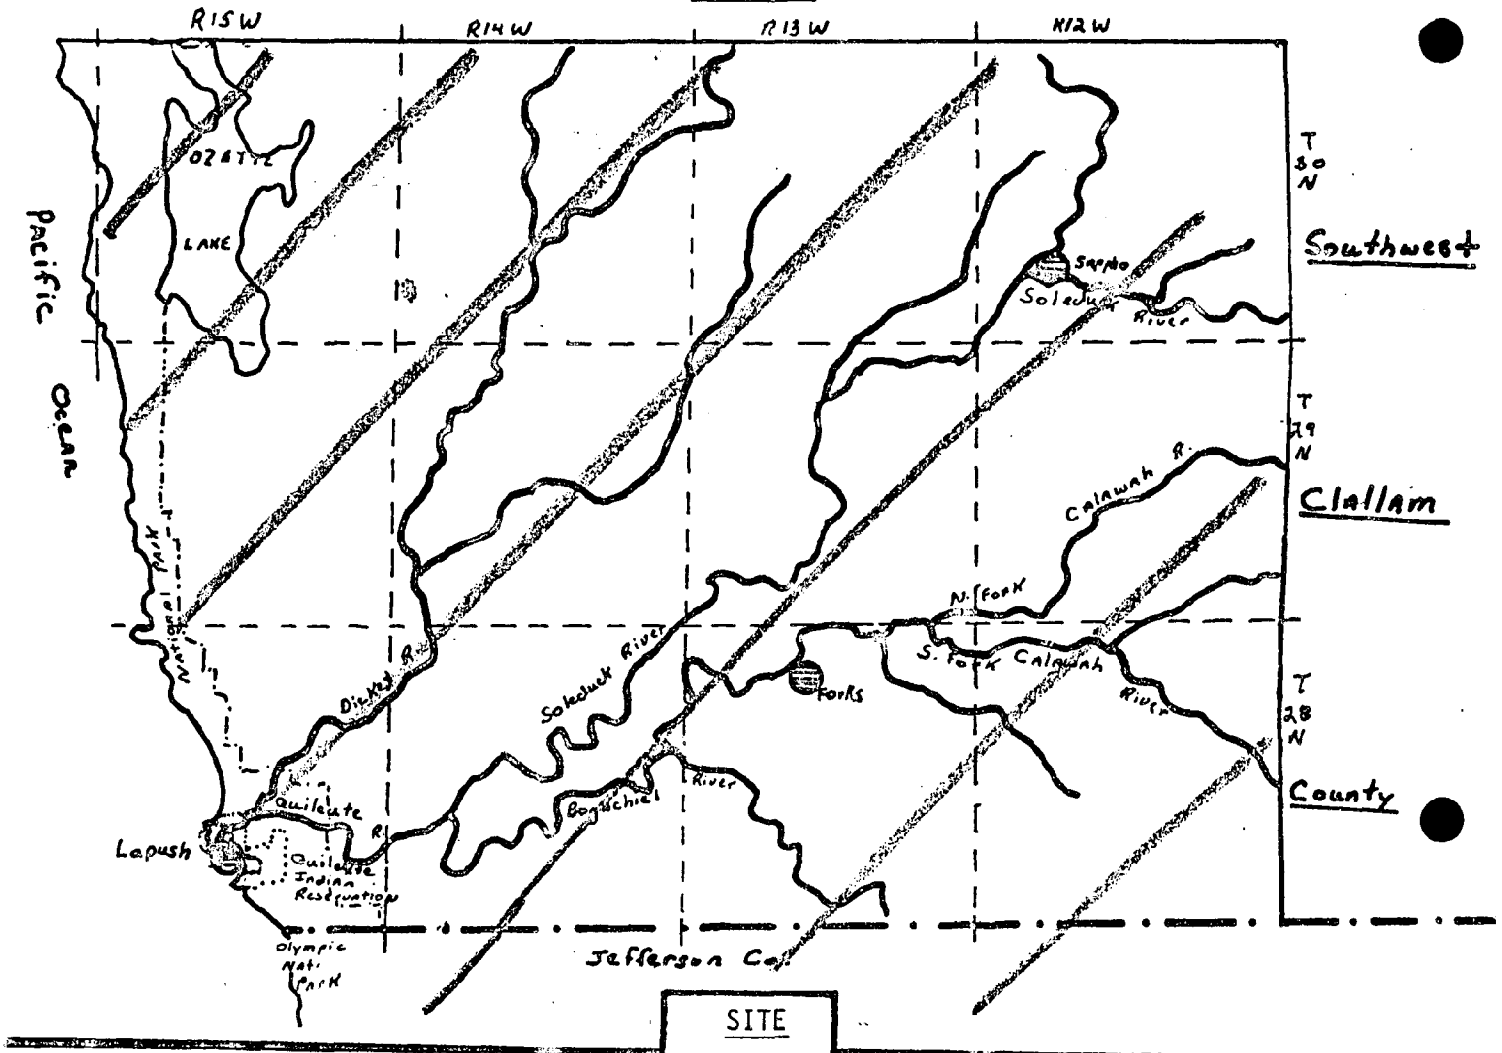 R15W R14W R13W R12W
T
30
N
OZETTE
LAKE
Pacific
Ocean
Southwest
Sappho
Soleduck
River
T
29
N
Clallam
Calawah R.
National Park
N. Fork
S. Fork Calawah
River
Dickey R.
Soleduck River
Forks
T
28
N
County
Bogachiel River
Quileute R.
Lapush
Quileute
Indian
Reservation
Olympic
Nat.
Park
Jefferson Co.
SITE